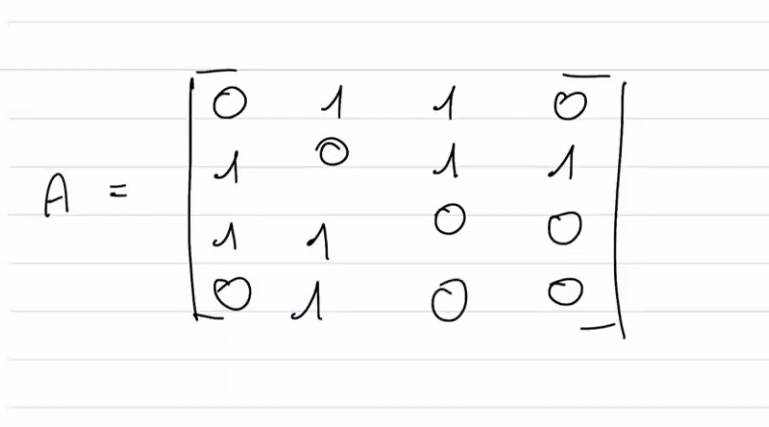 0 1 1 0
1 0 1 1
A = 
1 1 0 0
0 1 0 0